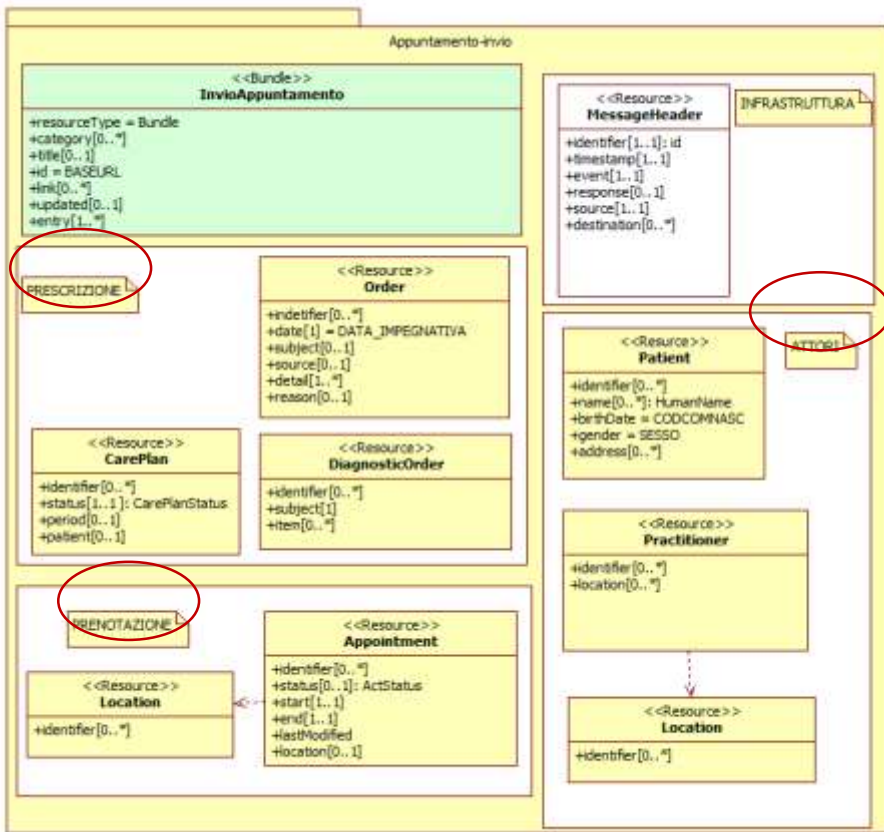 Appuntamento-invio
<<Bundle>>
InvioAppuntamento
+resourceType = Bundle
+category[0..*]
+title[0..1]
+id = BASEURL
+link[0..*]
+updated[0..1]
+entry[1..*]
<<Resource>>
MessageHeader
+identifier[1..1]: id
+timestamp[1..1]
+event[1..1]
+response[0..1]
+source[1..1]
+destination[0..*]
INFRASTRUTTURA
PRESCRIZIONE
<<Resource>>
Order
+indetifier[0..*]
+date[1] = DATA_IMPEGNATIVA
+subject[0..1]
+source[0..1]
+detail[1..*]
+reason[0..1]
<<Resource>>
CarePlan
+identifier[0..*]
+status[1..1]: CarePlanStatus
+period[0..1]
+patient[0..1]
<<Resource>>
DiagnosticOrder
+identifier[0..*]
+subject[1]
+item[0..*]
ATTORI
<<Resurce>>
Patient
+identifier[0..*]
+name[0..*]: HumanName
+birthDate = CODCOMNASC
+gender = SESSO
+address[0..*]
<<Resource>>
Practitioner
+identifier[0..*]
+location[0..*]
<<Resource>>
Location
+identifier[0..*]
PRENOTAZIONE
<<Resource>>
Location
+identifier[0..*]
<<Resource>>
Appointment
+identifier[0..*]
+status[0..1]: ActStatus
+start[1..1]
+end[1..1]
+lastModified
+location[0..1]